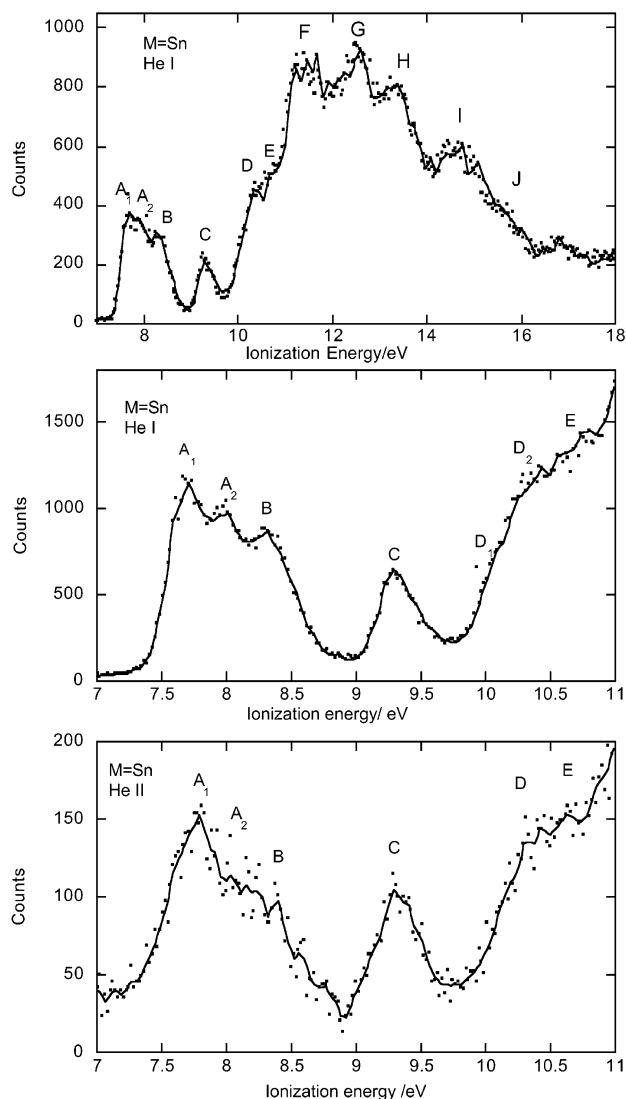 1000
800
600
400
200
0
Counts
M=Sn
He I
A1 A2 B C D E F G H I J
8 10 12 14 16 18
Ionization Energy/eV
1500
1000
500
0
Counts
M=Sn
He I
A1 A2 B C D1 D2 E
7 7.5 8 8.5 9 9.5 10 10.5 11
Ionization energy/ eV
200
150
100
50
0
Counts
M=Sn
He II
A1 A2 B C D E
7 7.5 8 8.5 9 9.5 10 10.5 11
Ionization energy /eV